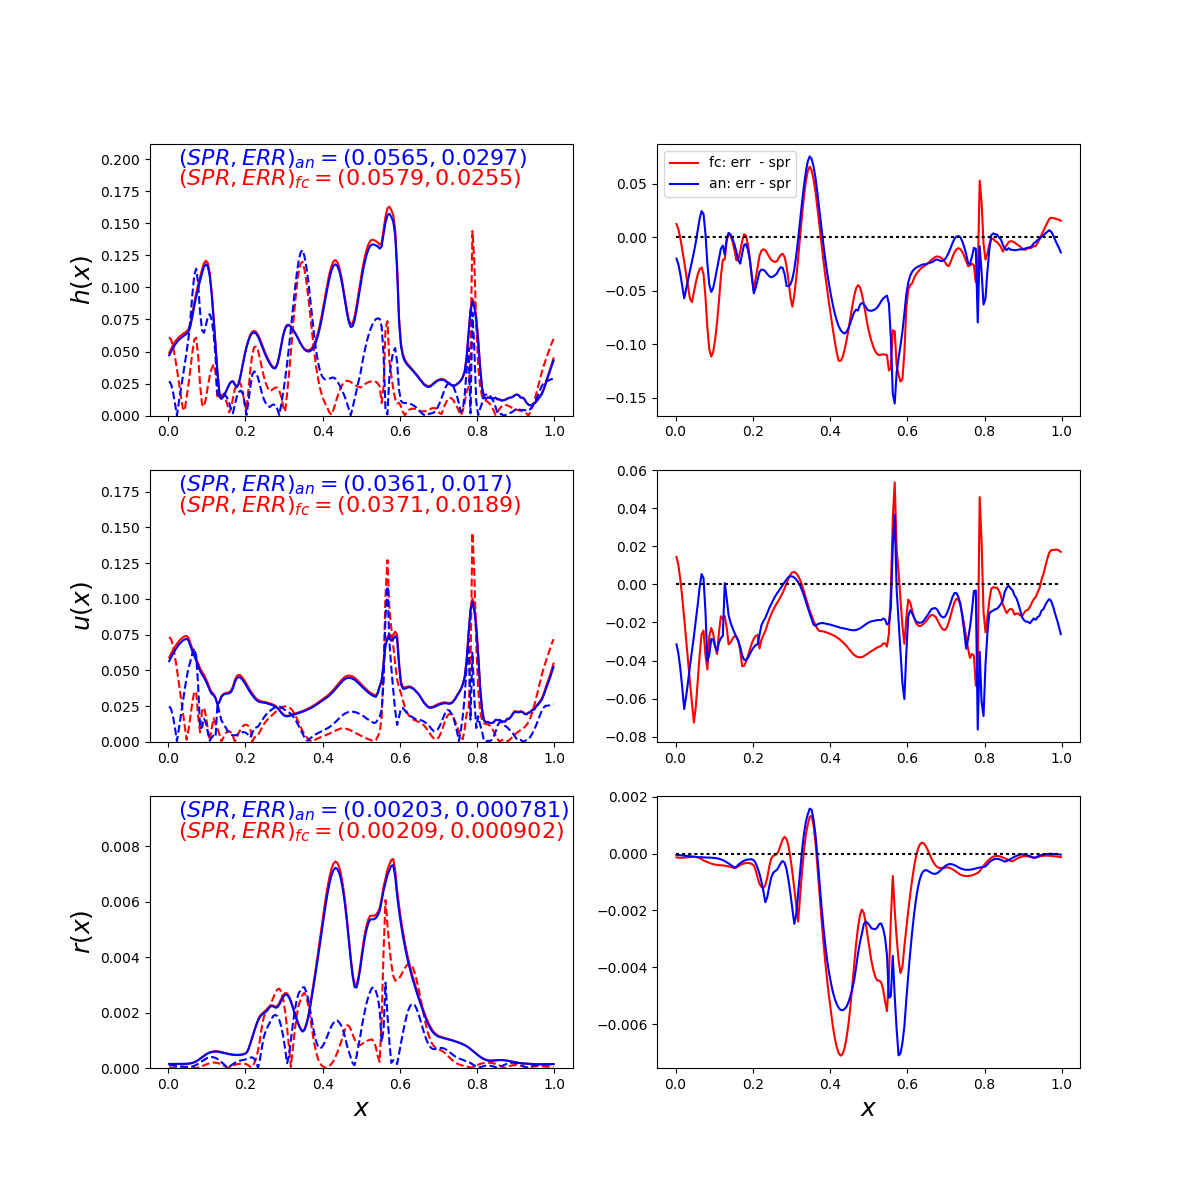 (SPR, ERR)an = (0.0565, 0.0297)
(SPR, ERR)fc = (0.0579, 0.0255)
h(x)
0.200
0.175
0.150
0.125
0.100
0.075
0.050
0.025
0.000
0.0 0.2 0.4 0.6 0.8 1.0
fc: err - spr
an: err - spr
0.05
0.00
−0.05
−0.10
−0.15
0.0 0.2 0.4 0.6 0.8 1.0
(SPR, ERR)an = (0.0361, 0.017)
(SPR, ERR)fc = (0.0371, 0.0189)
u(x)
0.175
0.150
0.125
0.100
0.075
0.050
0.025
0.000
0.0 0.2 0.4 0.6 0.8 1.0
0.06
0.04
0.02
0.00
−0.02
−0.04
−0.06
−0.08
0.0 0.2 0.4 0.6 0.8 1.0
(SPR, ERR)an = (0.00203, 0.000781)
(SPR, ERR)fc = (0.00209, 0.000902)
r(x)
0.008
0.006
0.004
0.002
0.000
0.0 0.2 0.4 0.6 0.8 1.0
x
0.002
0.000
−0.002
−0.004
−0.006
0.0 0.2 0.4 0.6 0.8 1.0
x